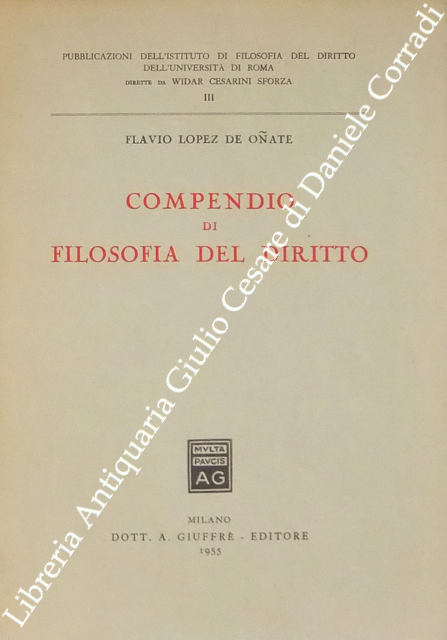 PUBBLICAZIONI DELL'ISTITUTO DI FILOSOFIA DEL DIRITTO
DELL'UNIVERSITÀ DI ROMA
DIRETTE DA WIDAR CESARINI SFORZA
III
FLAVIO LOPEZ DE OÑATE
COMPENDIO
DI
FILOSOFIA DEL DIRITTO
MVLTA
PAVCIS
AG
MILANO
DOTT. A. GIUFFRÈ - EDITORE
1955
Libreria Antiquaria Giulio Cesare di Daniele Corradi